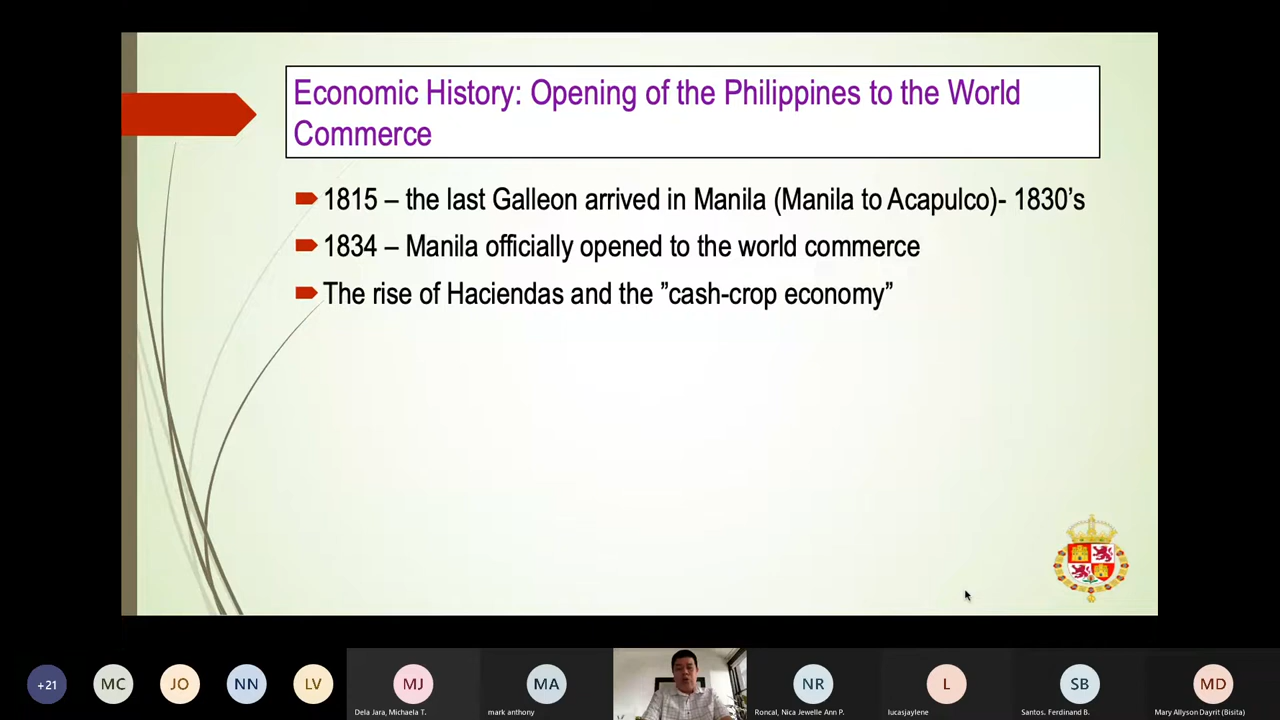 Economic History: Opening of the Philippines to the World
Commerce
1815 – the last Galleon arrived in Manila (Manila to Acapulco)- 1830’s
1834 – Manila officially opened to the world commerce
The rise of Haciendas and the ”cash-crop economy”
+21
MC
JO
NN
LV
MJ
MA
NR
L
SB
MD
Dela Jara, Michaela T.
mark anthony
Roncal, Nica Jewelle Ann P.
lucasjaylene
Santos. Ferdinand B.
Mary Allyson Dayrit (Bisita)